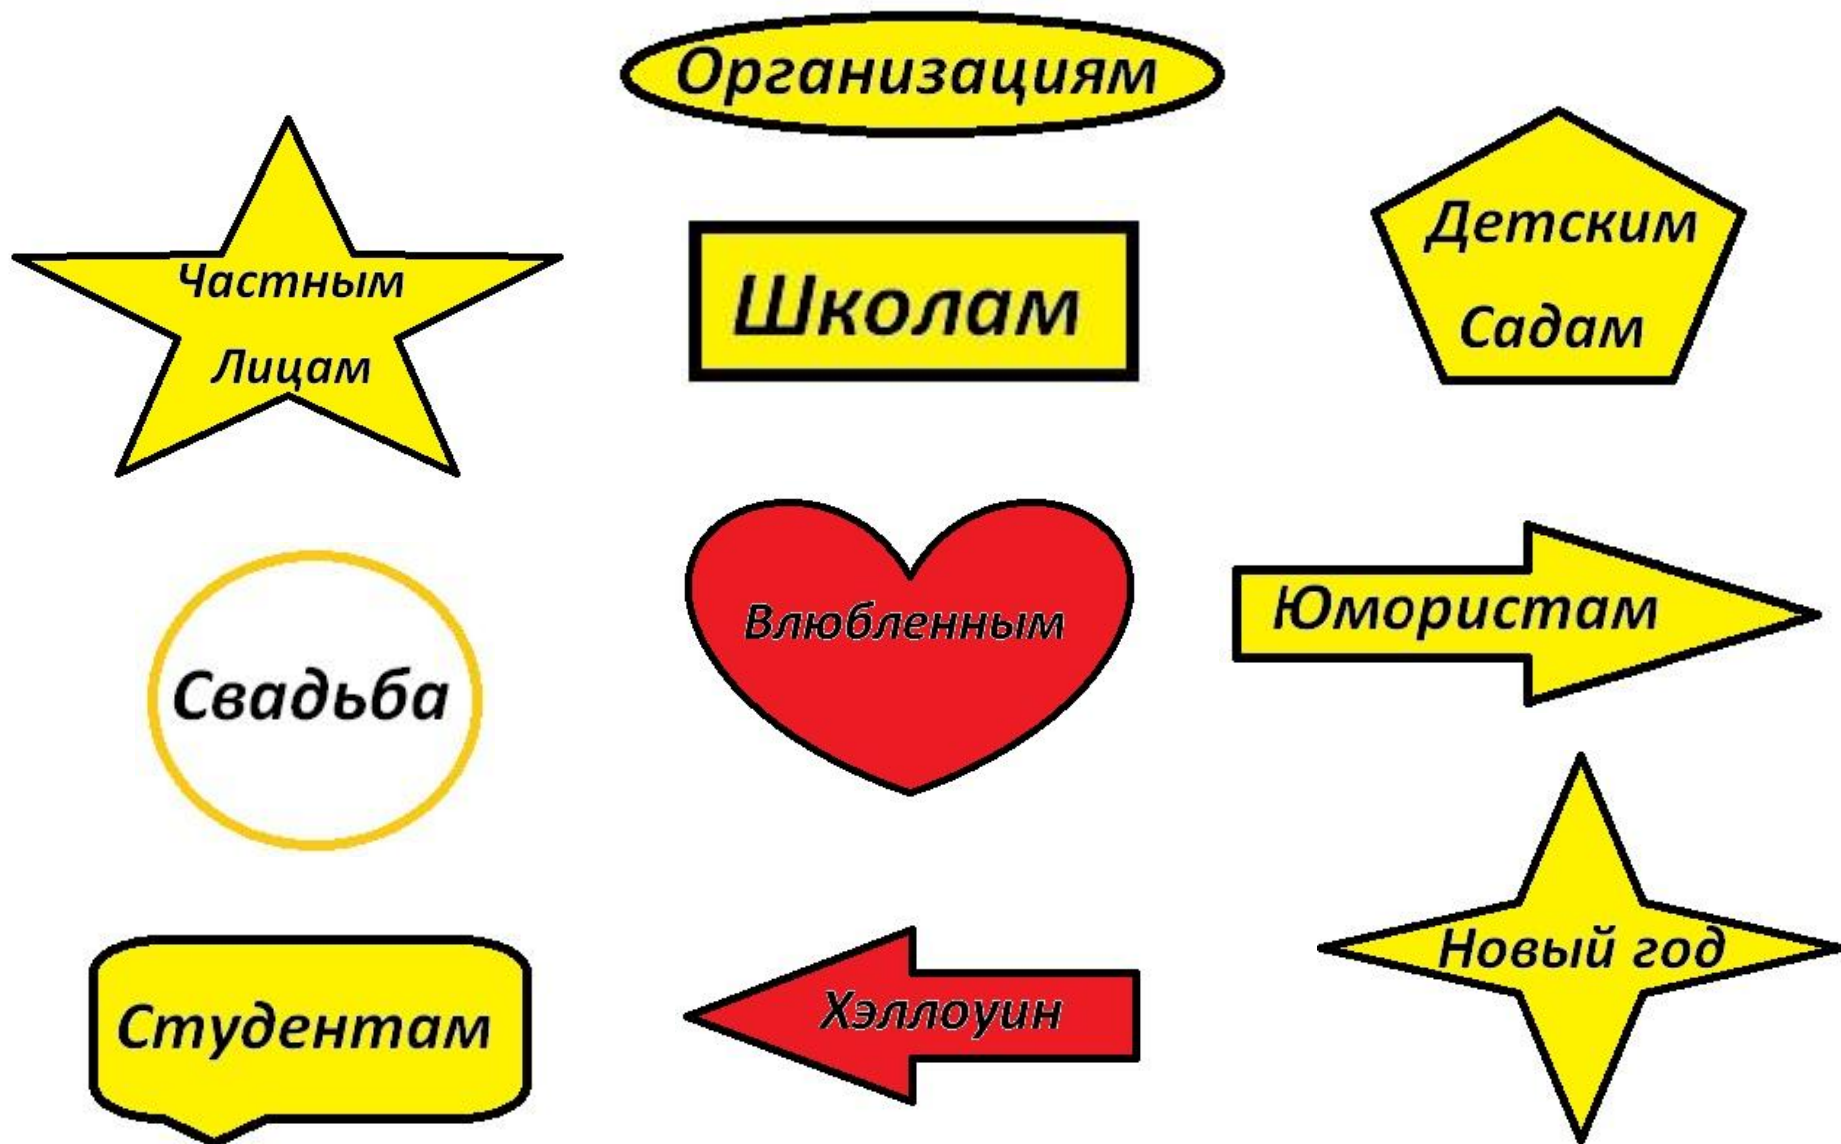 Организациям
Частным
Лицам
Школам
Детским
Садам
Свадьба
Влюбленным
Юмористам
Студентам
Хэллоуин
Новый год